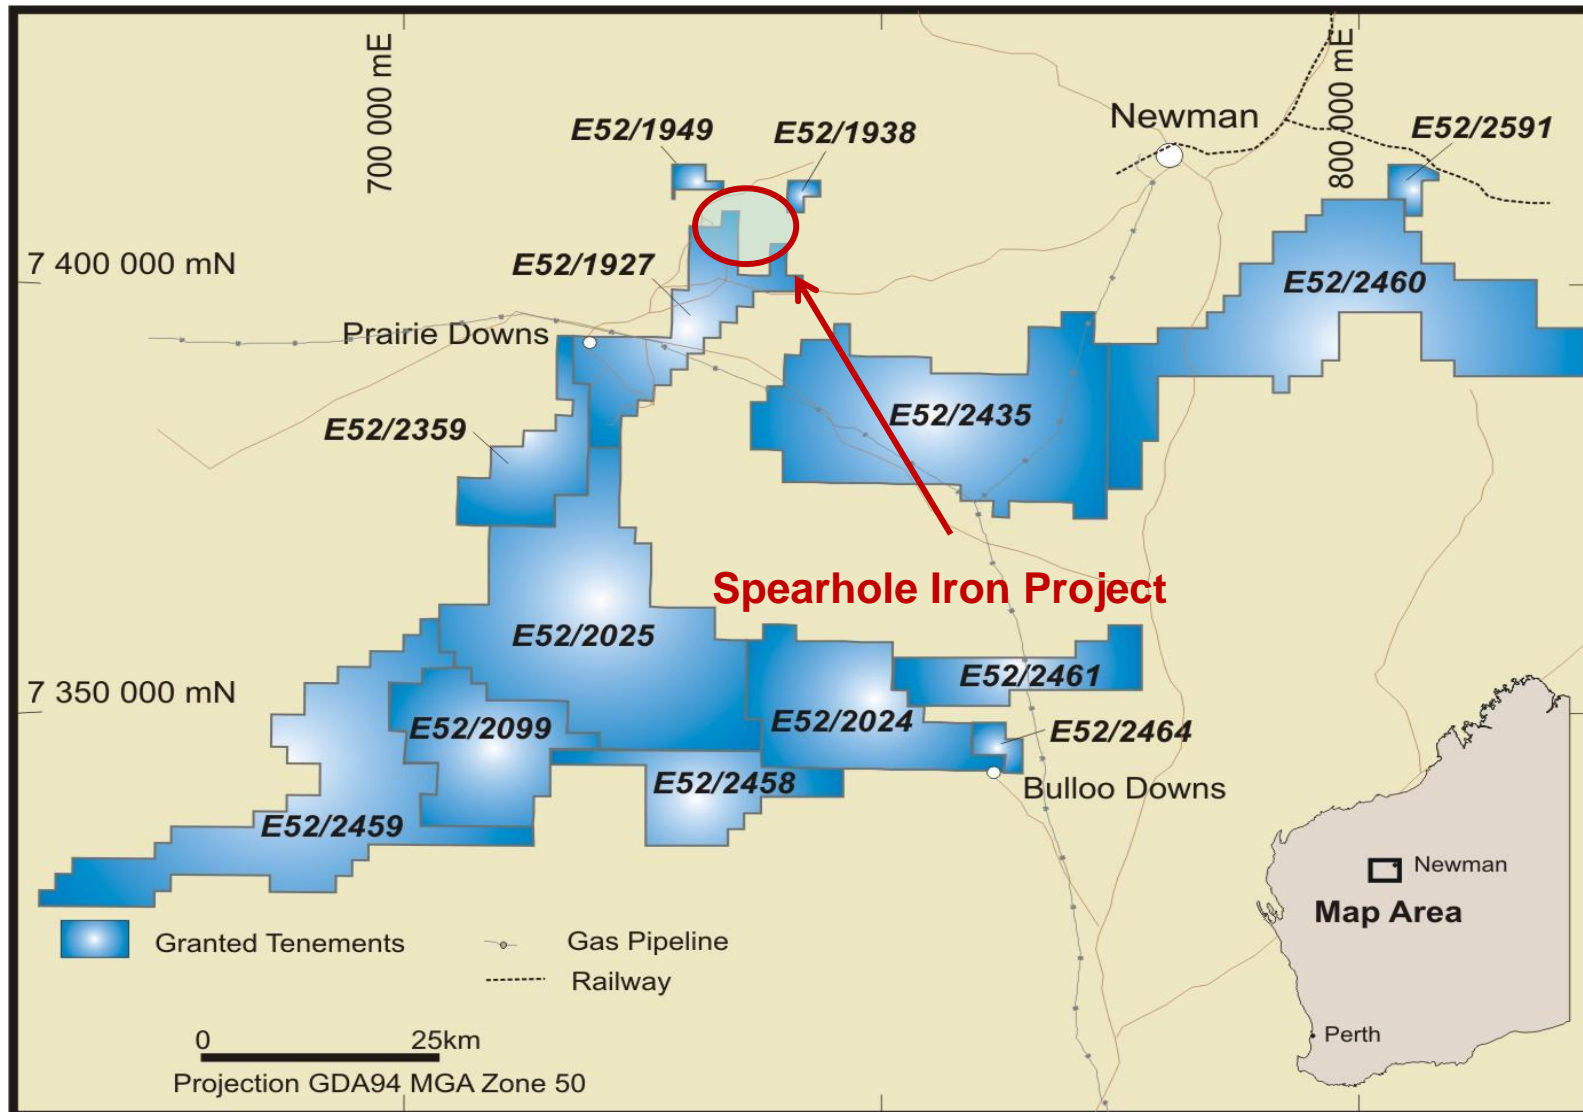 700 000 mE
800 000 mE
Newman
E52/1949
E52/1938
E52/2591
7 400 000 mN
E52/1927
E52/2460
Prairie Downs
E52/2359
E52/2435
Spearhole Iron Project
E52/2025
E52/2461
7 350 000 mN
E52/2099
E52/2024
E52/2464
E52/2458
Bulloo Downs
E52/2459
Newman
Map Area
Granted Tenements
Gas Pipeline
Railway
Perth
0 25km
Projection GDA94 MGA Zone 50